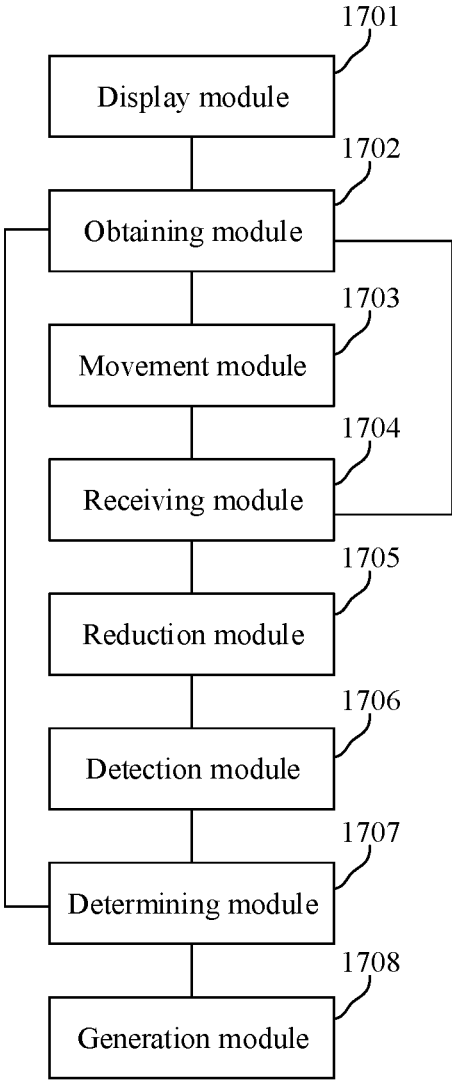 1701
Display module
1702
Obtaining module
1703
Movement module
1704
Receiving module
1705
Reduction module
1706
Detection module
1707
Determining module
1708
Generation module